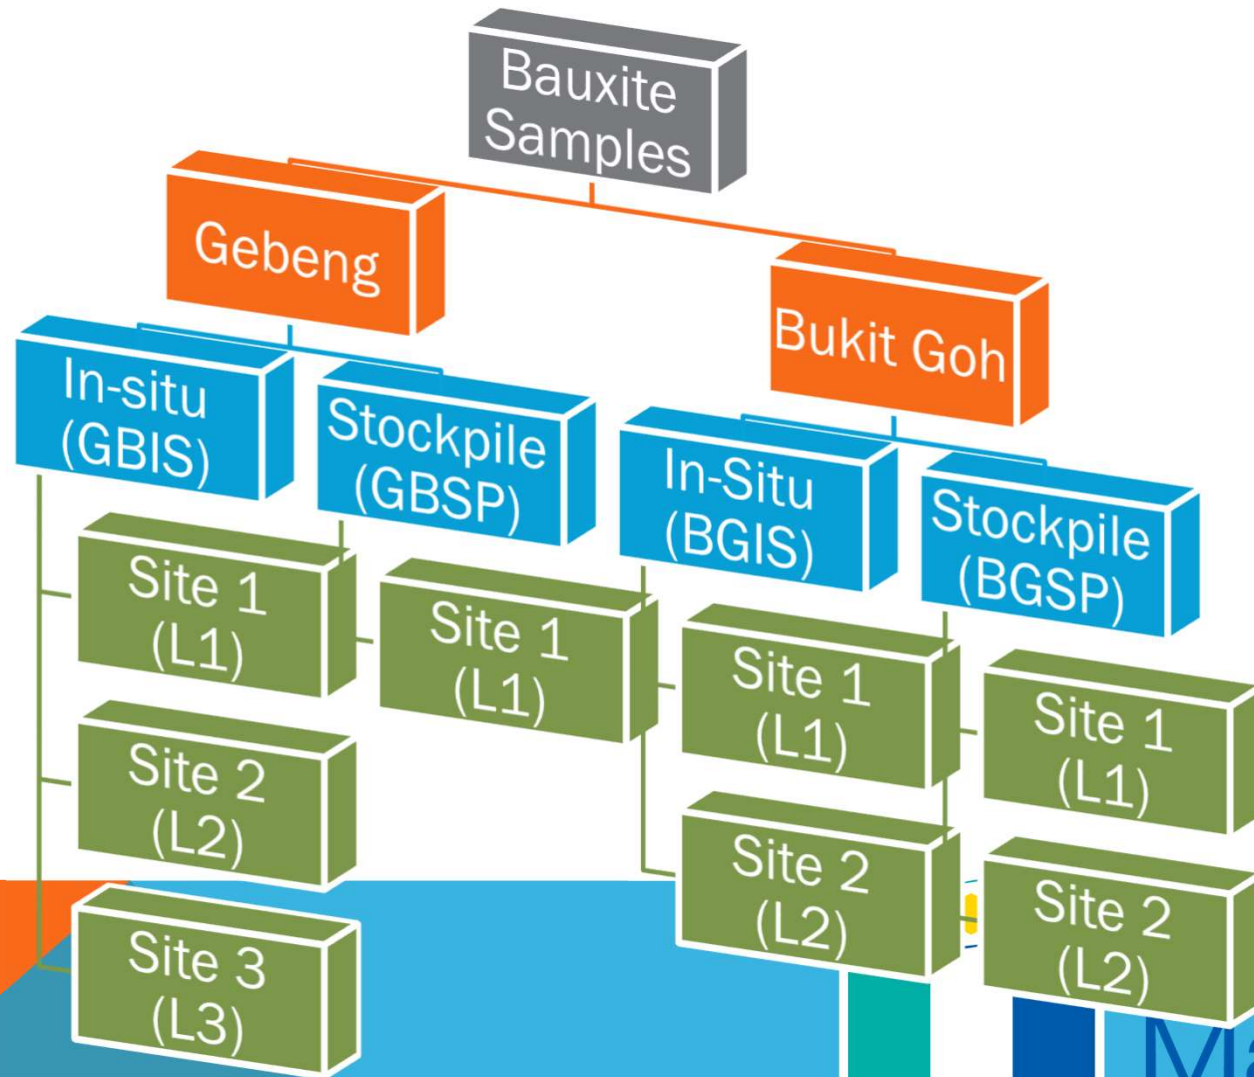 Bauxite
Samples
Gebeng
Bukit Goh
In-situ
(GBIS)
Stockpile
(GBSP)
In-Situ
(BGIS)
Stockpile
(BGSP)
Site 1
(L1)
Site 2
(L2)
Site 3
(L3)
Site 1
(L1)
Site 1
(L1)
Site 2
(L2)
Site 1
(L1)
Site 2
(L2)